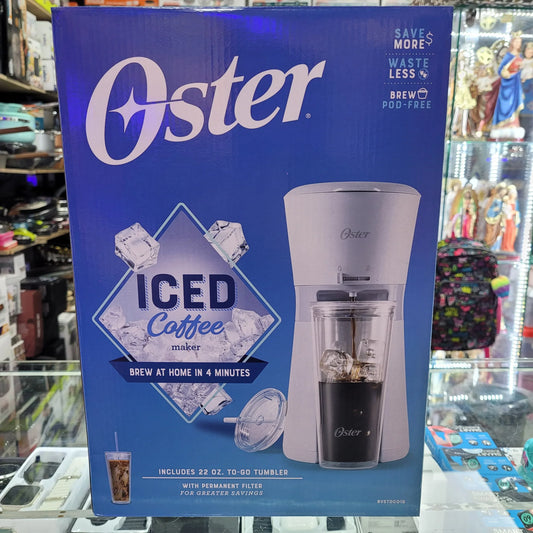 SAVE
MORE$
WASTE
LESS
BREW
POD-FREE
Oster®
Oster
ICED
Coffee
maker
BREW AT HOME IN 4 MINUTES
Oster
INCLUDES 22 OZ. TO-GO TUMBLER
WITH PERMANENT FILTER
FOR GREATER SAVINGS